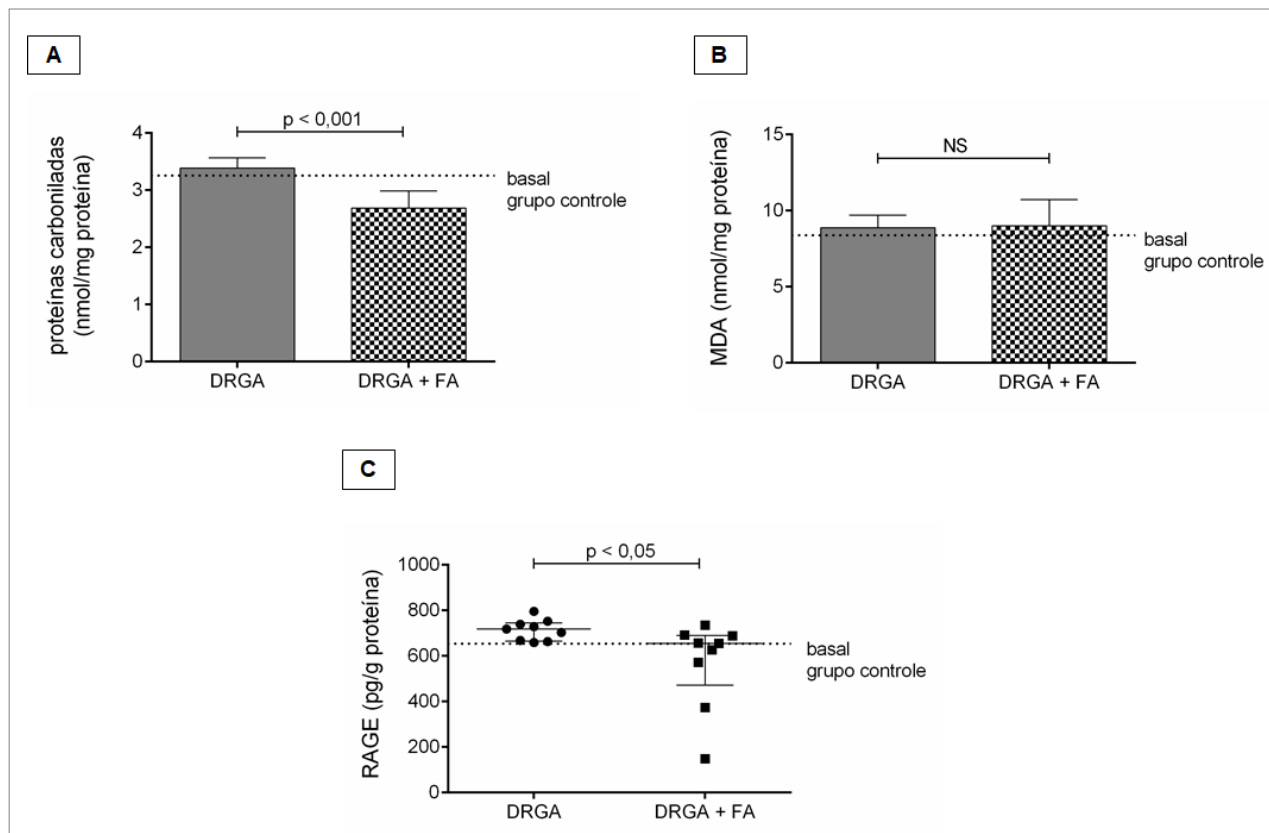 A
proteínas carboniladas
(nmol/mg proteína)
p < 0,001
4
3
2
1
0
basal
grupo controle
DRGA
DRGA + FA
B
MDA (nmol/mg proteína)
NS
15
10
5
0
basal
grupo controle
DRGA
DRGA + FA
C
RAGE (pg/g proteína)
p < 0,05
1000
800
600
400
200
0
basal
grupo controle
DRGA
DRGA + FA